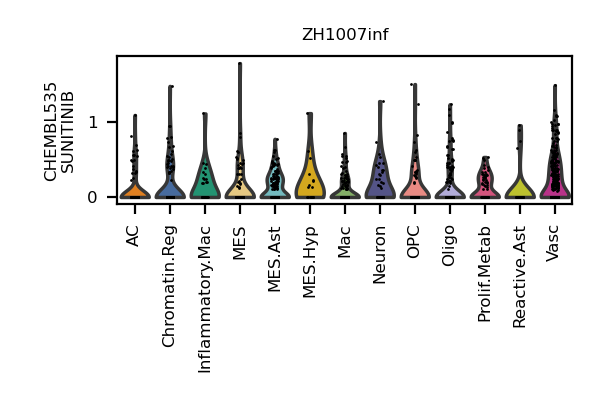 ZH1007inf
CHEMBL535
SUNITINIB
1
0
AC
Chromatin.Reg
Inflammatory.Mac
MES
MES.Ast
MES.Hyp
Mac
Neuron
OPC
Oligo
Prolif.Metab
Reactive.Ast
Vasc